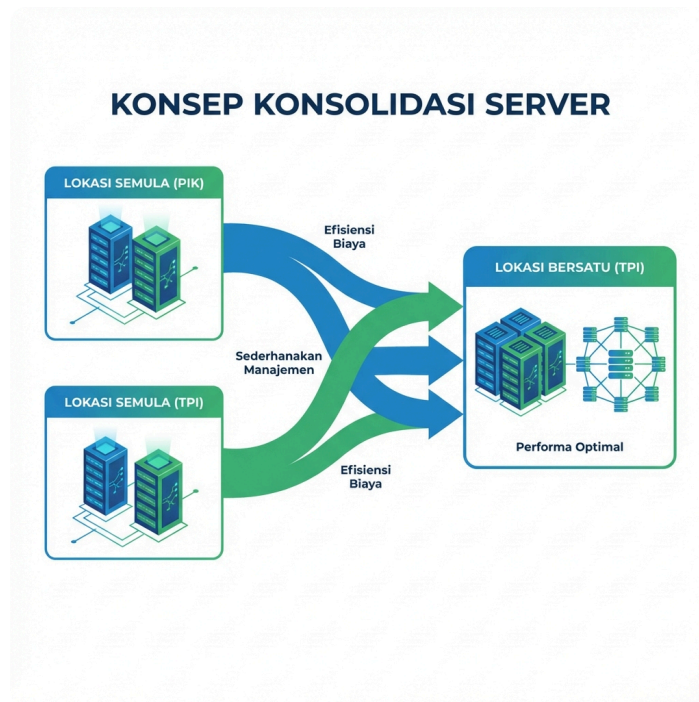 KONSEP KONSOLIDASI SERVER
LOKASI SEMULA (PIK)
Efisiensi
Biaya
LOKASI BERSATU (TPI)
Sederhanakan
Manajemen
LOKASI SEMULA (TPI)
Performa Optimal
Efisiensi
Biaya